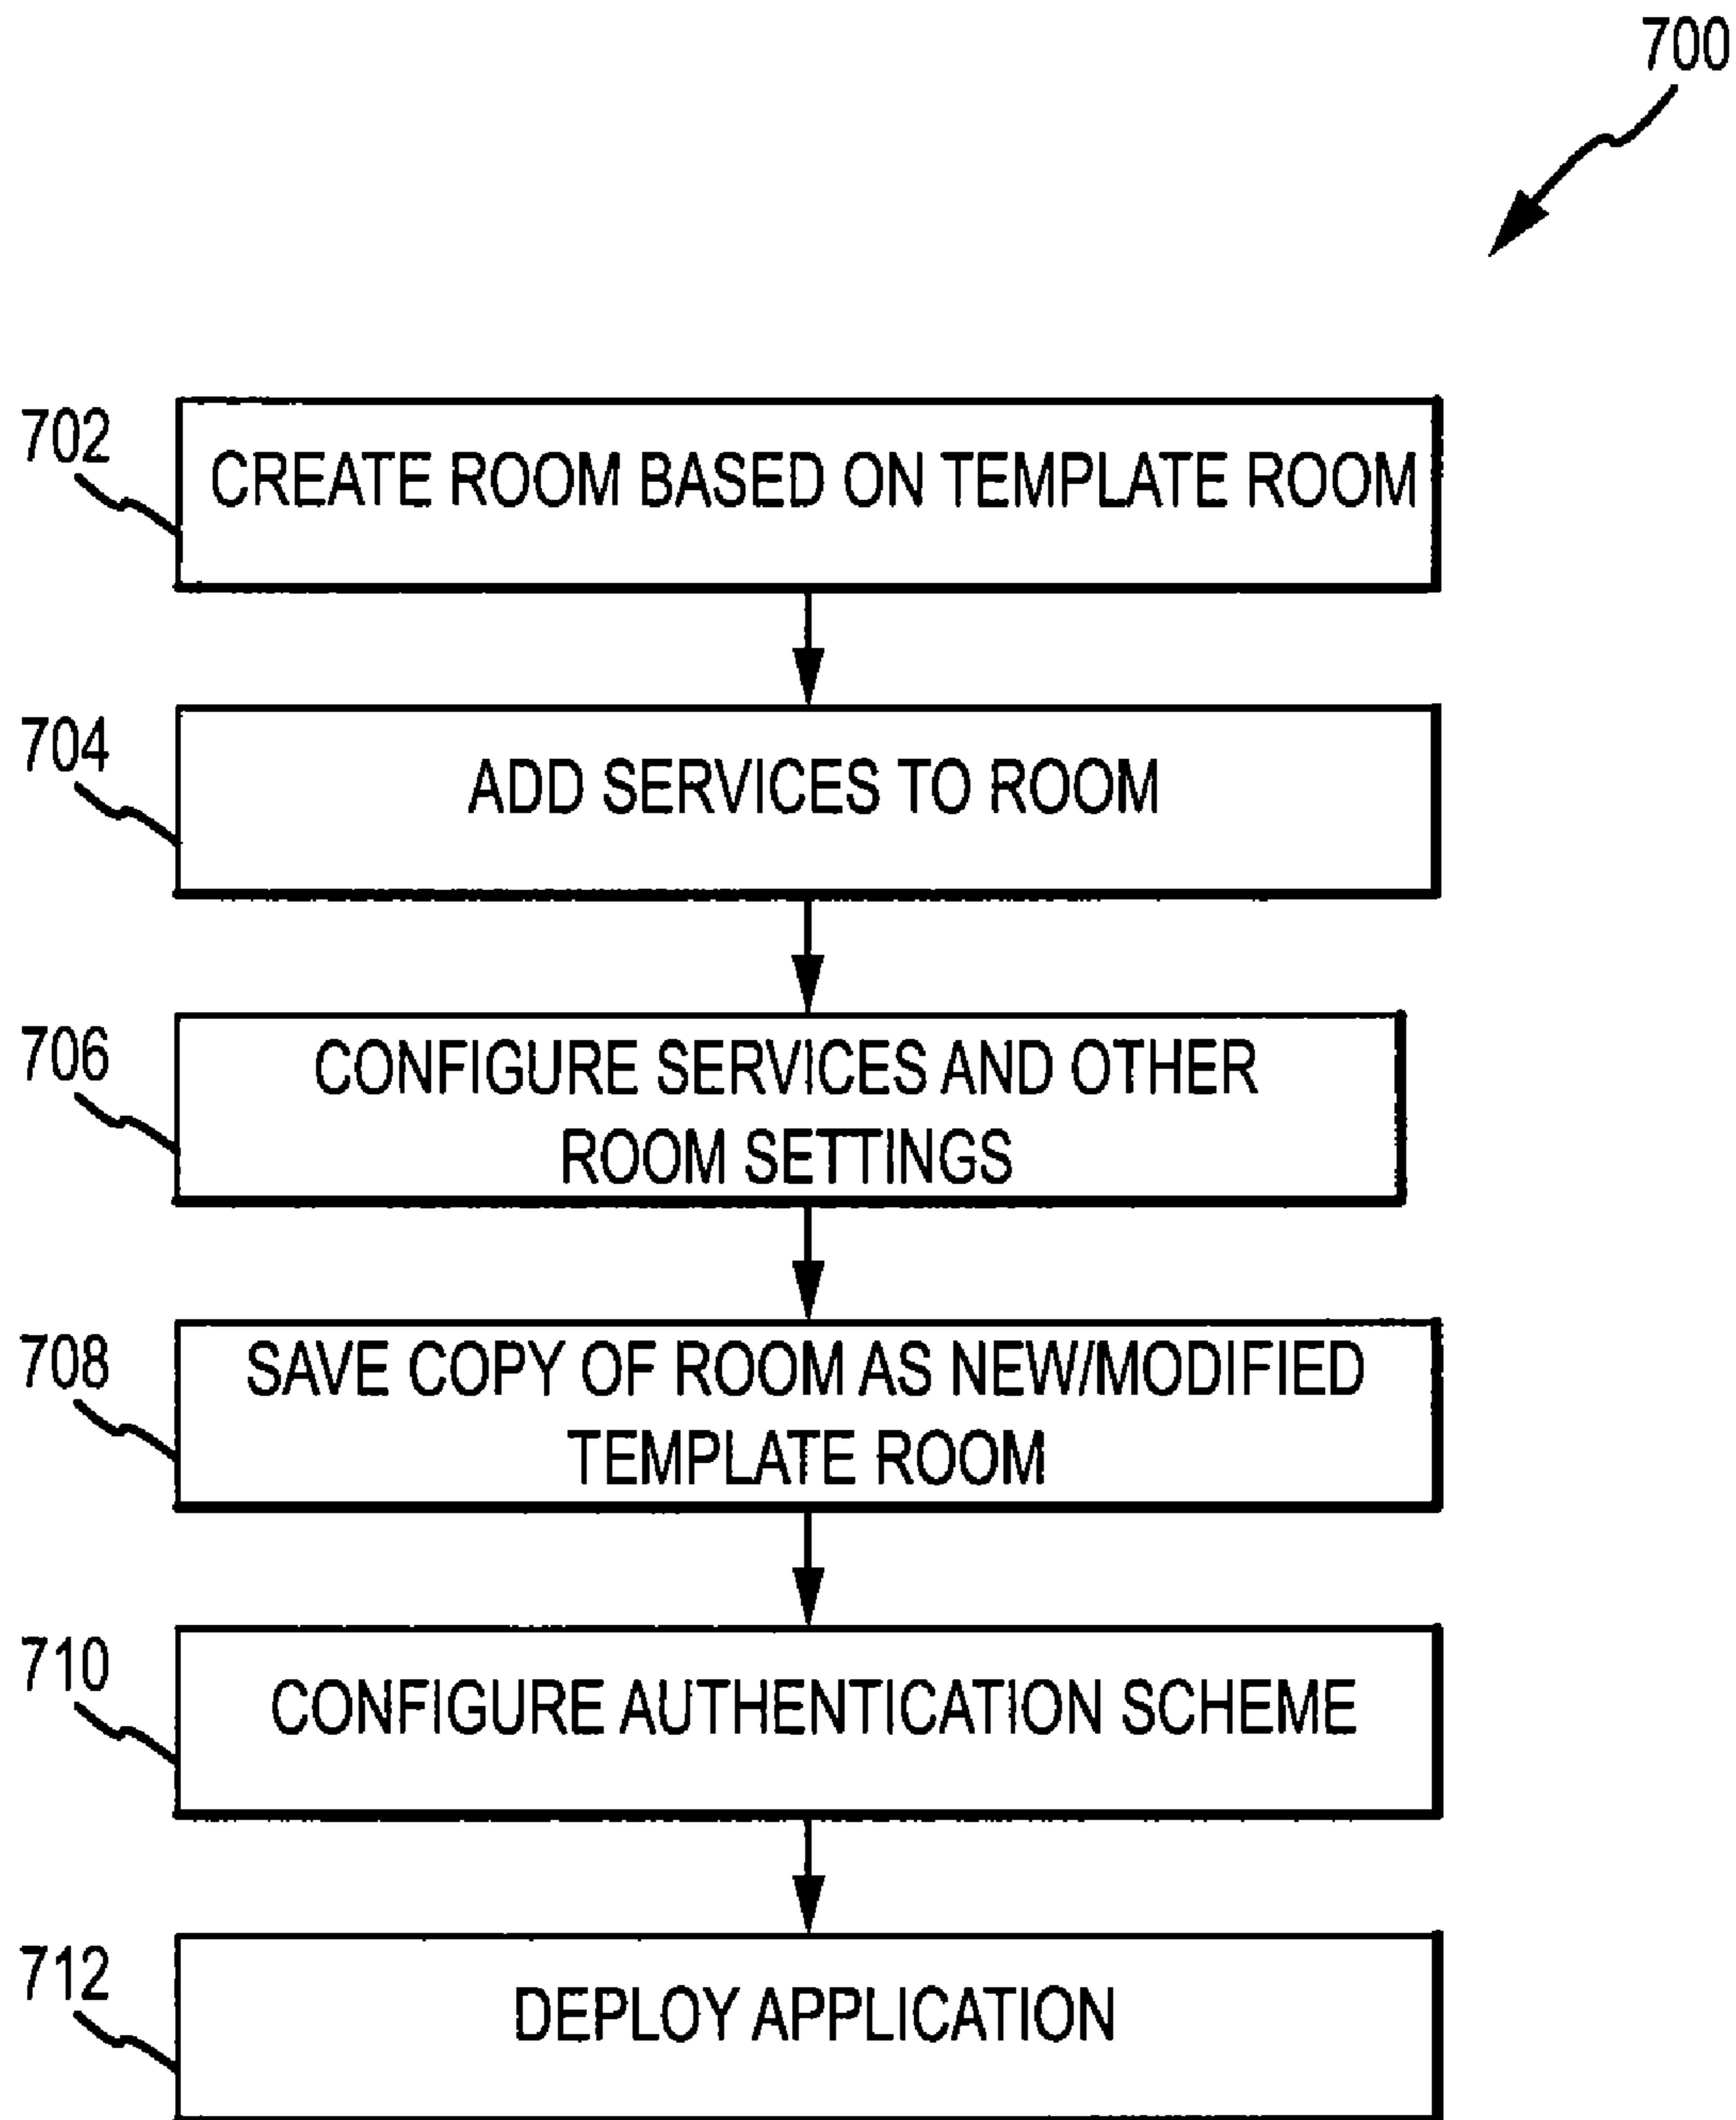 700
702
CREATE ROOM BASED ON TEMPLATE ROOM
704
ADD SERVICES TO ROOM
706
CONFIGURE SERVICES AND OTHER
ROOM SETTINGS
708
SAVE COPY OF ROOM AS NEW/MODIFIED
TEMPLATE ROOM
710
CONFIGURE AUTHENTICATION SCHEME
712
DEPLOY APPLICATION